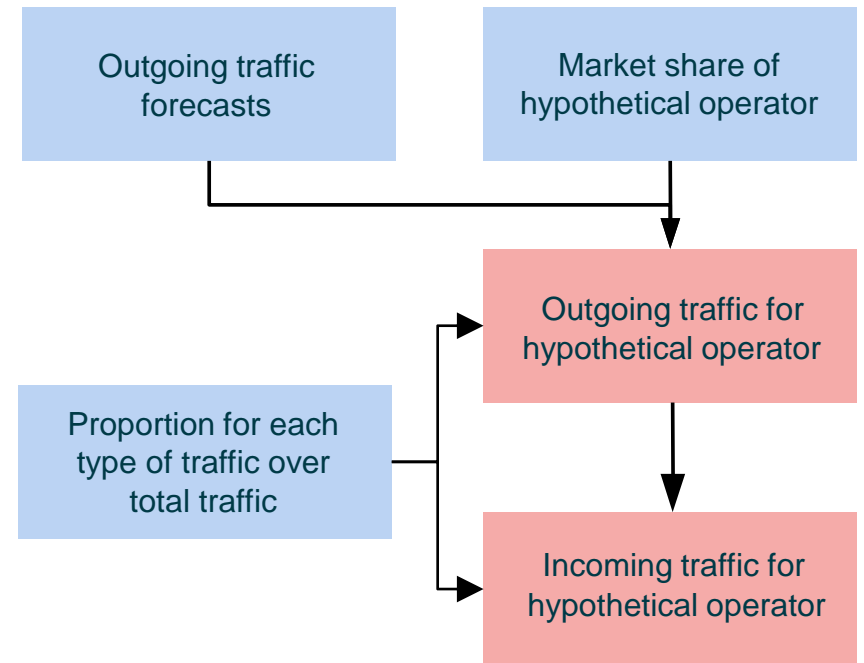 Outgoing traffic
forecasts
Market share of
hypothetical operator
Outgoing traffic for
hypothetical operator
Proportion for each
type of traffic over
total traffic
Incoming traffic for
hypothetical operator